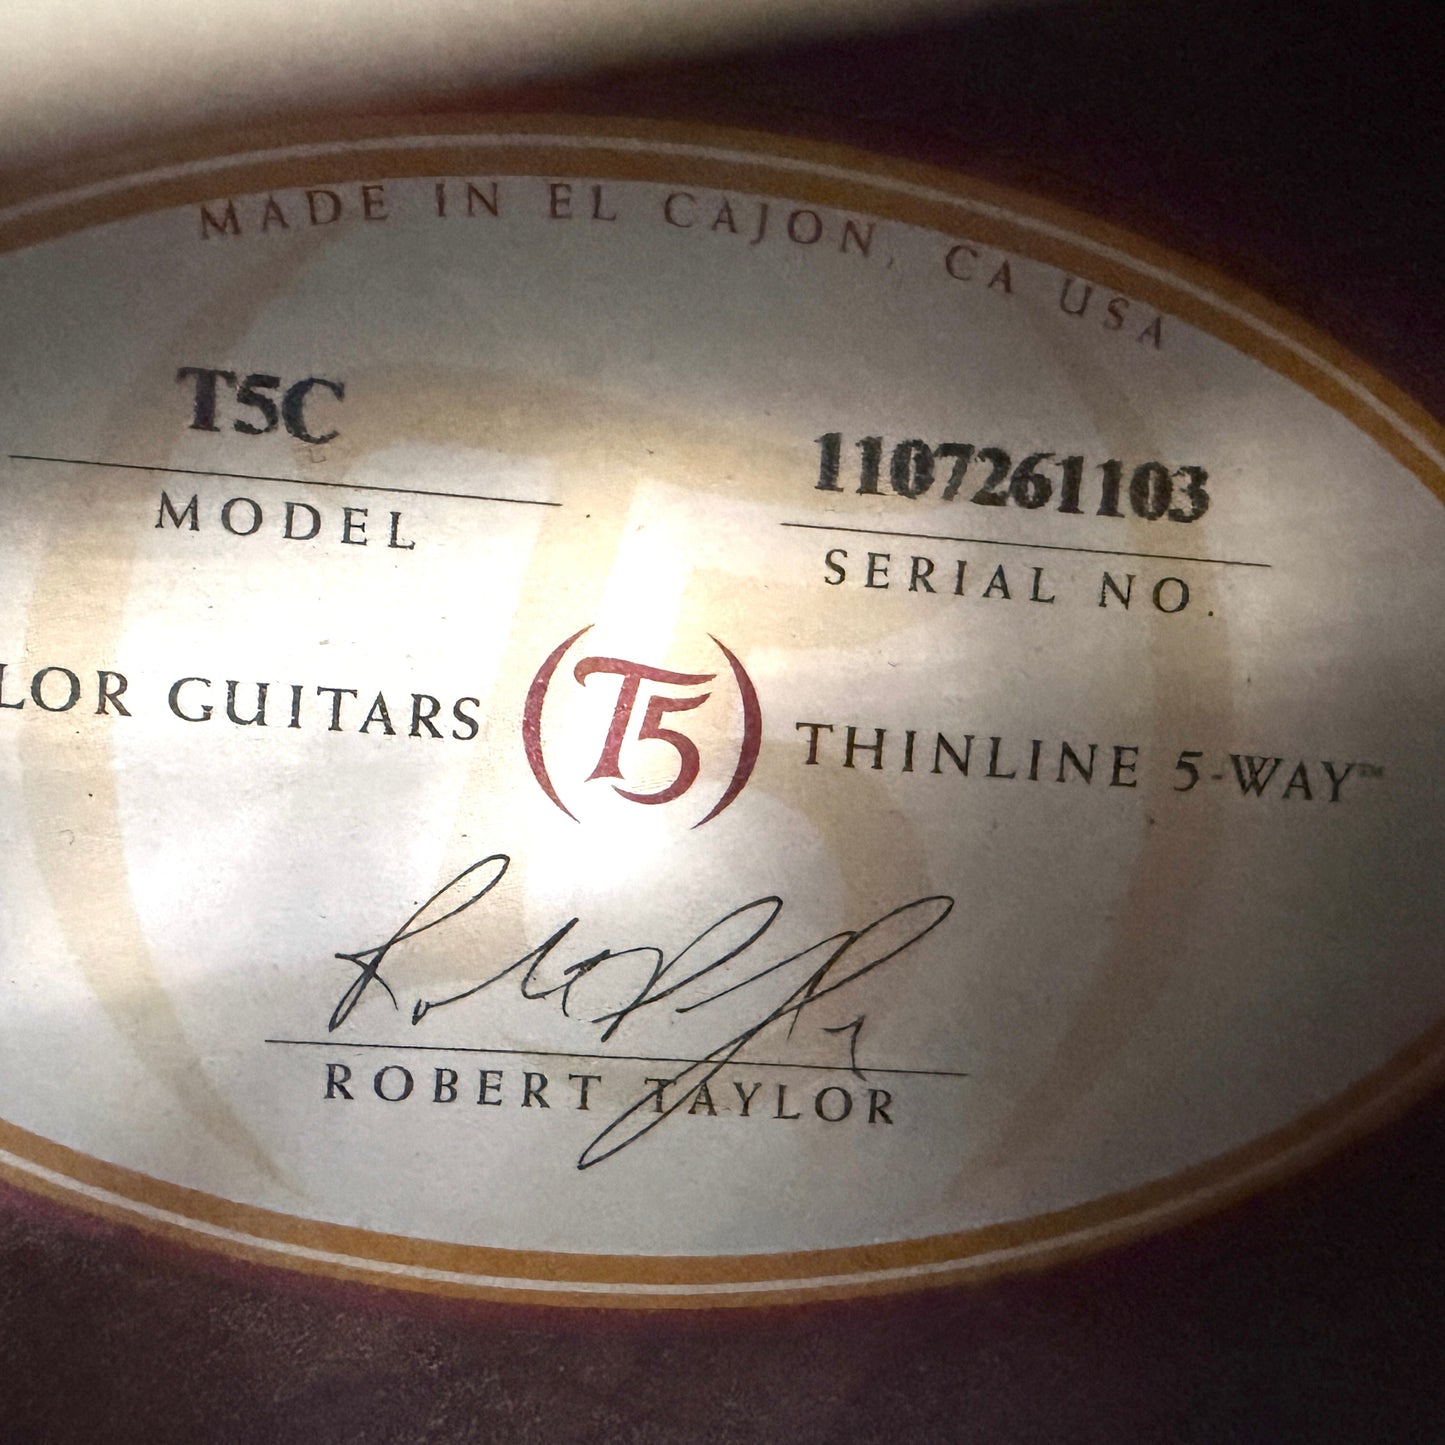 MADE IN EL CAJON, CA USA
T5C
MODEL
1107261103
SERIAL NO.
LOR GUITARS
T5
THINLINE 5-WAY™
ROBERT TAYLOR